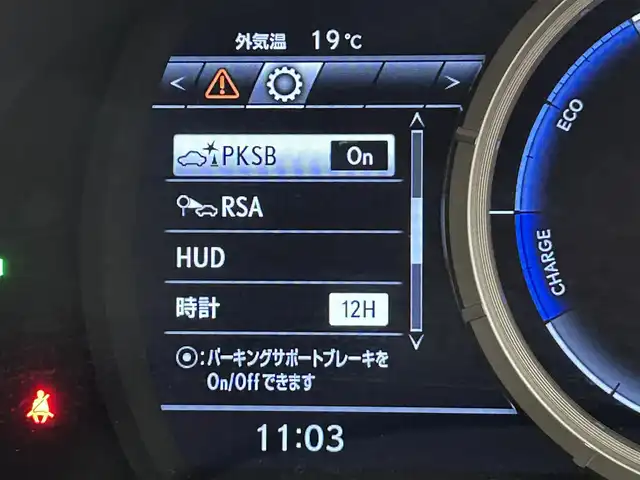 外気温 19℃
< >
PKSB On
RSA
HUD
時計 12H
⦿:パーキングサポートブレーキを
On/Offできます
11:03
ECO
CHARGE